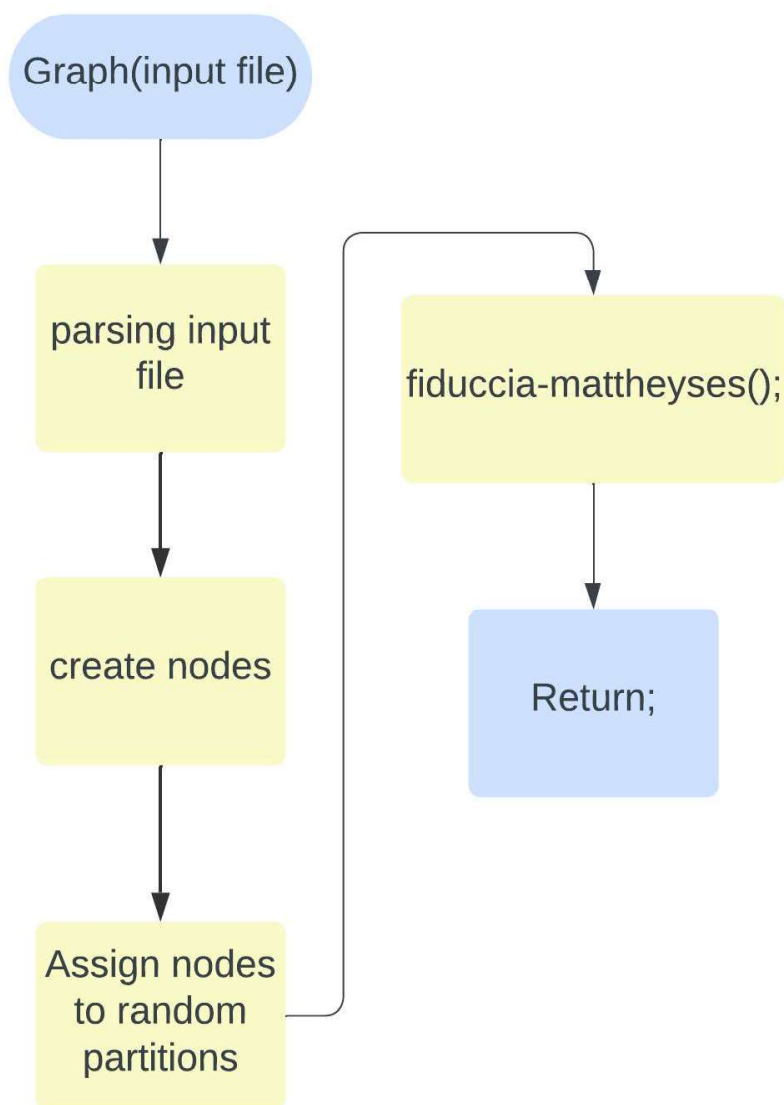 Graph(input file)
parsing input
file
create nodes
Assign nodes
to random
partitions
fiduccia-mattheyses();
Return;